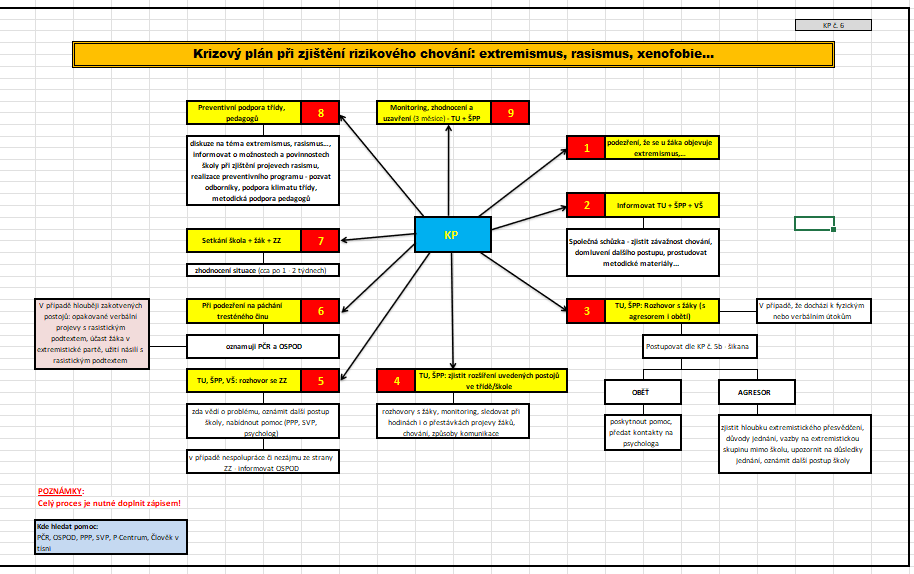 KP č. 6
Krizový plán při zjištění rizikového chování: extremismus, rasismus, xenofobie...
Preventivní podpora třídy,
pedagogů
8
diskuze na téma extremismus, rasismus...,
informovat o možnostech a povinnostech
školy při zjištění projevech rasismu,
realizace preventivního programu - pozvat
odborníky, podpora klimatu třídy,
metodická podpora pedagogů
Monitoring, zhodnocení a
uzavření (3 měsíce) - TU + ŠPP
9
1
podezření, že se u žáka objevuje
extremismus,...
2
Informovat TU + ŠPP + VŠ
Společná schůzka - zjistit závažnost chování,
domluvení dalšího postupu, prostudovat
metodické materiály...
KP
Setkání škola + žák + ZZ
7
zhodnocení situace (cca po 1 - 2 týdnech)
V případě hlouběji zakotvených
postojů: opakované verbální
projevy s rasistickým
podtextem, účast žáka v
extremistické partě, užití násilí s
rasistickým podtextem
Při podezření na páchání
tresténého činu
6
oznamuji PČR a OSPOD
3
TU, ŠPP: Rozhovor s žáky (s
agresorem i obětí)
V případě, že dochází k fyzickým
nebo verbálním útokům
Postupovat dle KP č. 5b - šikana
OBĚŤ
poskytnout pomoc,
předat kontakty na
psychologa
AGRESOR
zjistit hloubku extremistického přesvědčení,
důvody jednání, vazby na extremistickou
skupinu mimo školu, upozornit na důsledky
jednání, oznámit další postup školy
4
TU, ŠPP: zjistit rozšíření uvedených postojů
ve třídě/škole
rozhovory s žáky, monitoring, sledovat při
hodinách i o přestávkách projevy žáků,
chování, způsoby komunikace
TU, ŠPP, VŠ: rozhovor se ZZ
5
zda vědí o problému, oznámit další postup
školy, nabídnout pomoc (PPP, SVP,
psycholog)
v případě nespolupráce či nezájmu ze strany
ZZ - informovat OSPOD
POZNÁMKY:
Celý proces je nutné doplnit zápisem!
Kde hledat pomoc:
PČR, OSPOD, PPP, SVP, P-Centrum, Člověk v
tísni